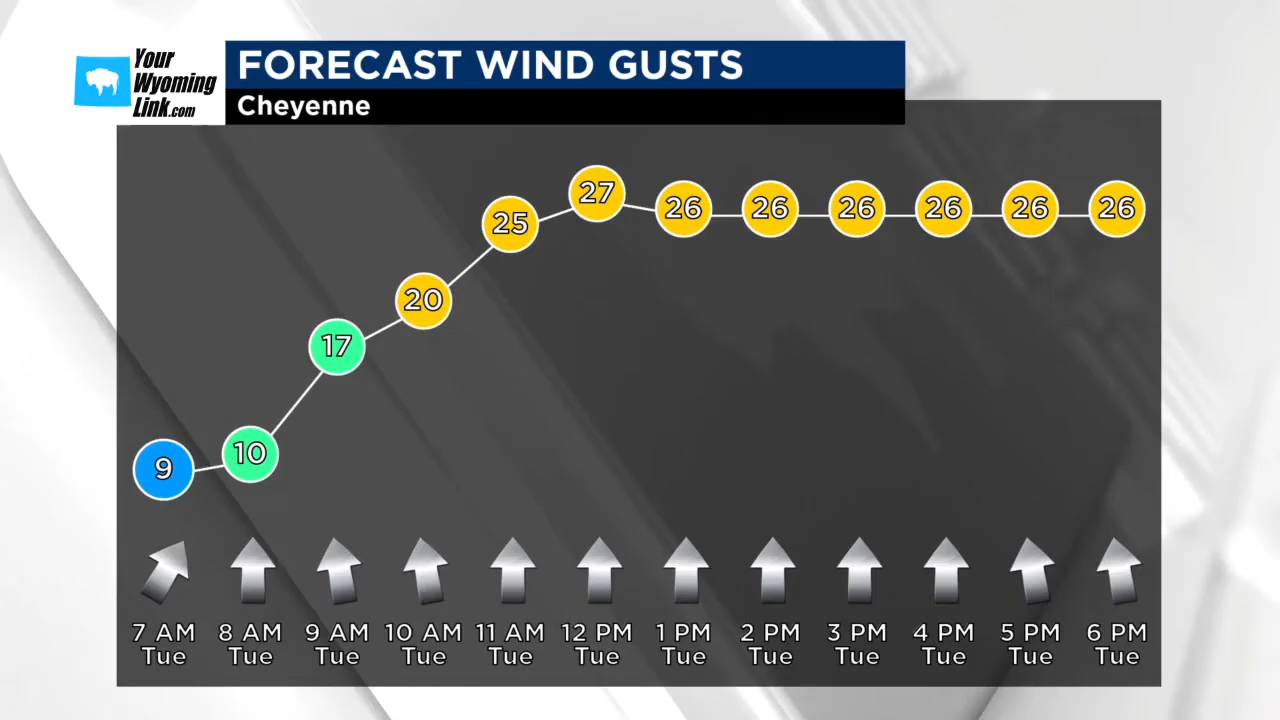 Your
Wyoming
Link.com
FORECAST WIND GUSTS
Cheyenne
9 10 17 20 25 27 26 26 26 26 26 26
7 AM 8 AM 9 AM 10 AM 11 AM 12 PM 1 PM 2 PM 3 PM 4 PM 5 PM 6 PM
Tue Tue Tue Tue Tue Tue Tue Tue Tue Tue Tue Tue